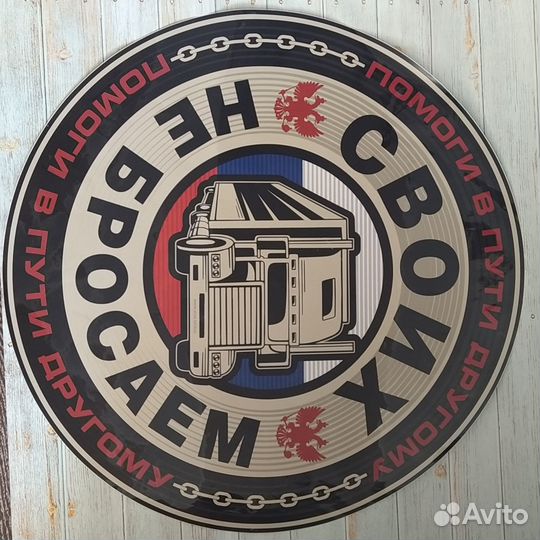 СВОИХ
НЕ БРОСАЕМ
ПОМОГИ В ПУТИ ДРУГОМУ
ПОМОГИ В ПУТИ ДРУГОМУ
Avito